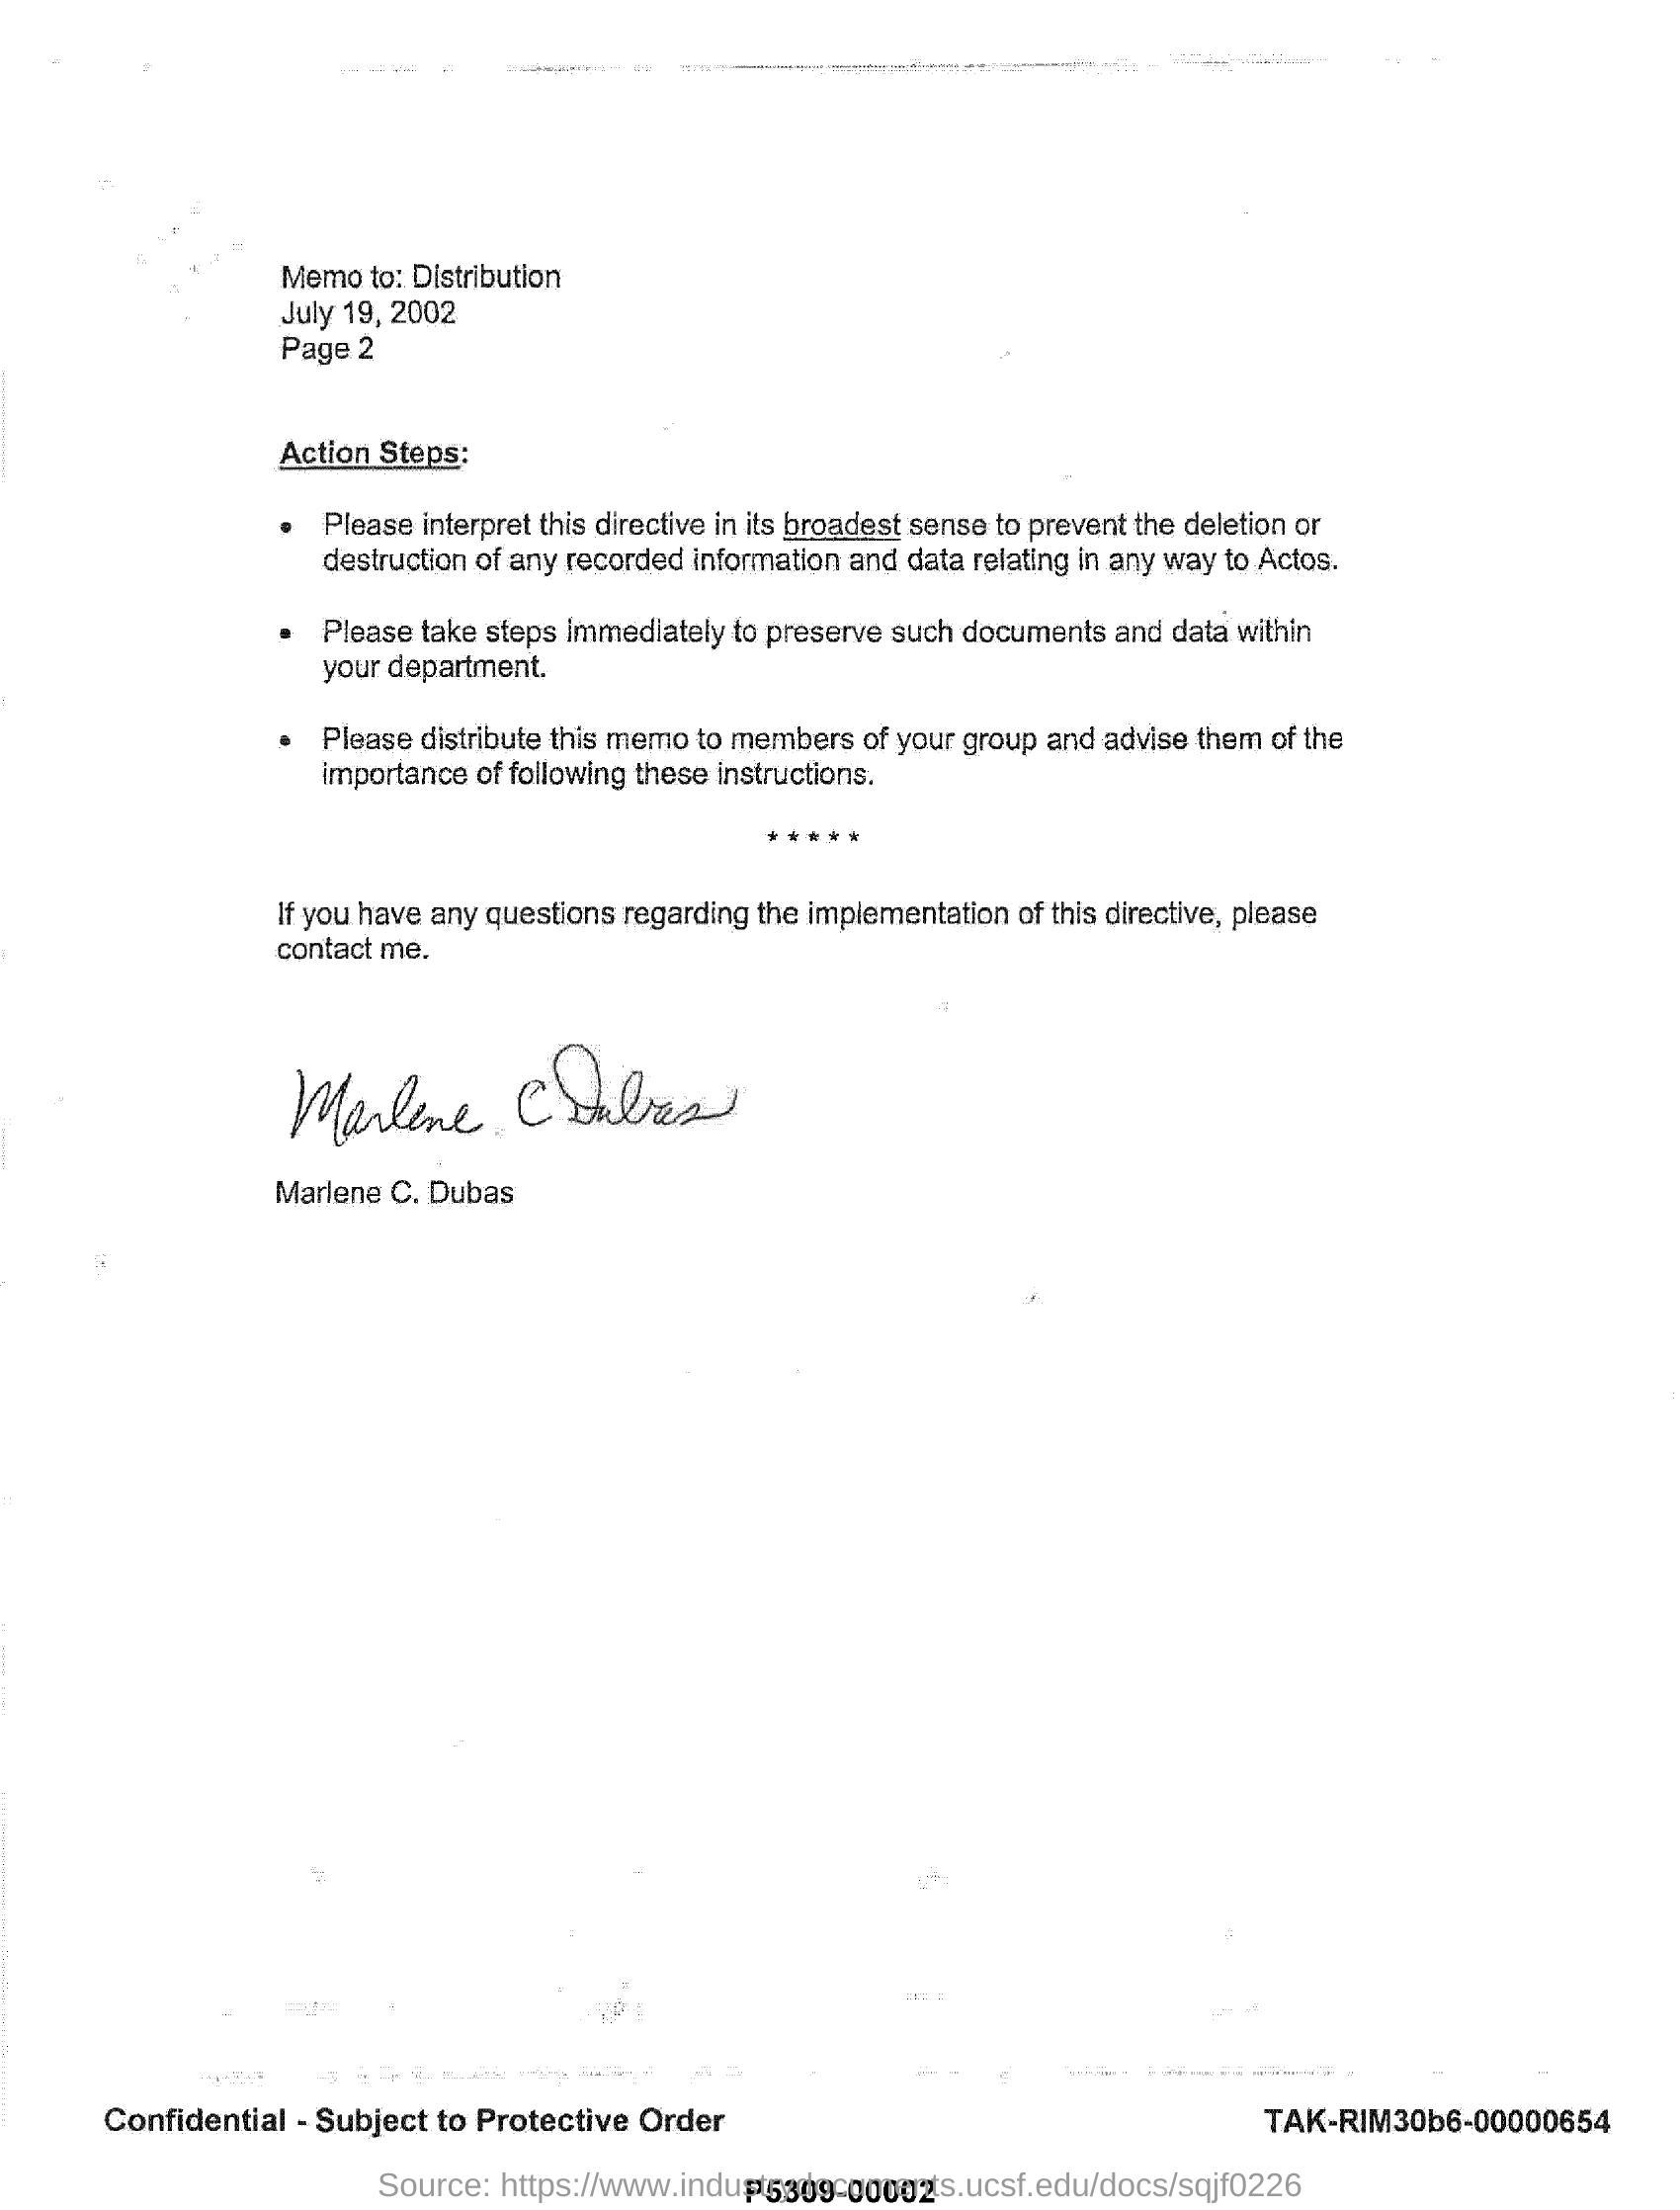 Memo to: Distribution
July 19, 2002
Page 2
Action Steps:
• Please interpret this directive in its broadest sense to prevent the deletion or
destruction of any recorded information and data relating in any way to Actos.
• Please take steps immediately to preserve such documents and data within
your department.
• Please distribute this memo to members of your group and advise them of the
importance of following these instructions.
* * * * *
If you have any questions regarding the implementation of this directive, please
contact me.
Marlene C Dubas
Marlene C. Dubas
Confidential - Subject to Protective Order
TAK-RIM30b6-00000654
Source: https://www.industrydocuments.ucsf.edu/docs/sqjf0226
P5309-00002